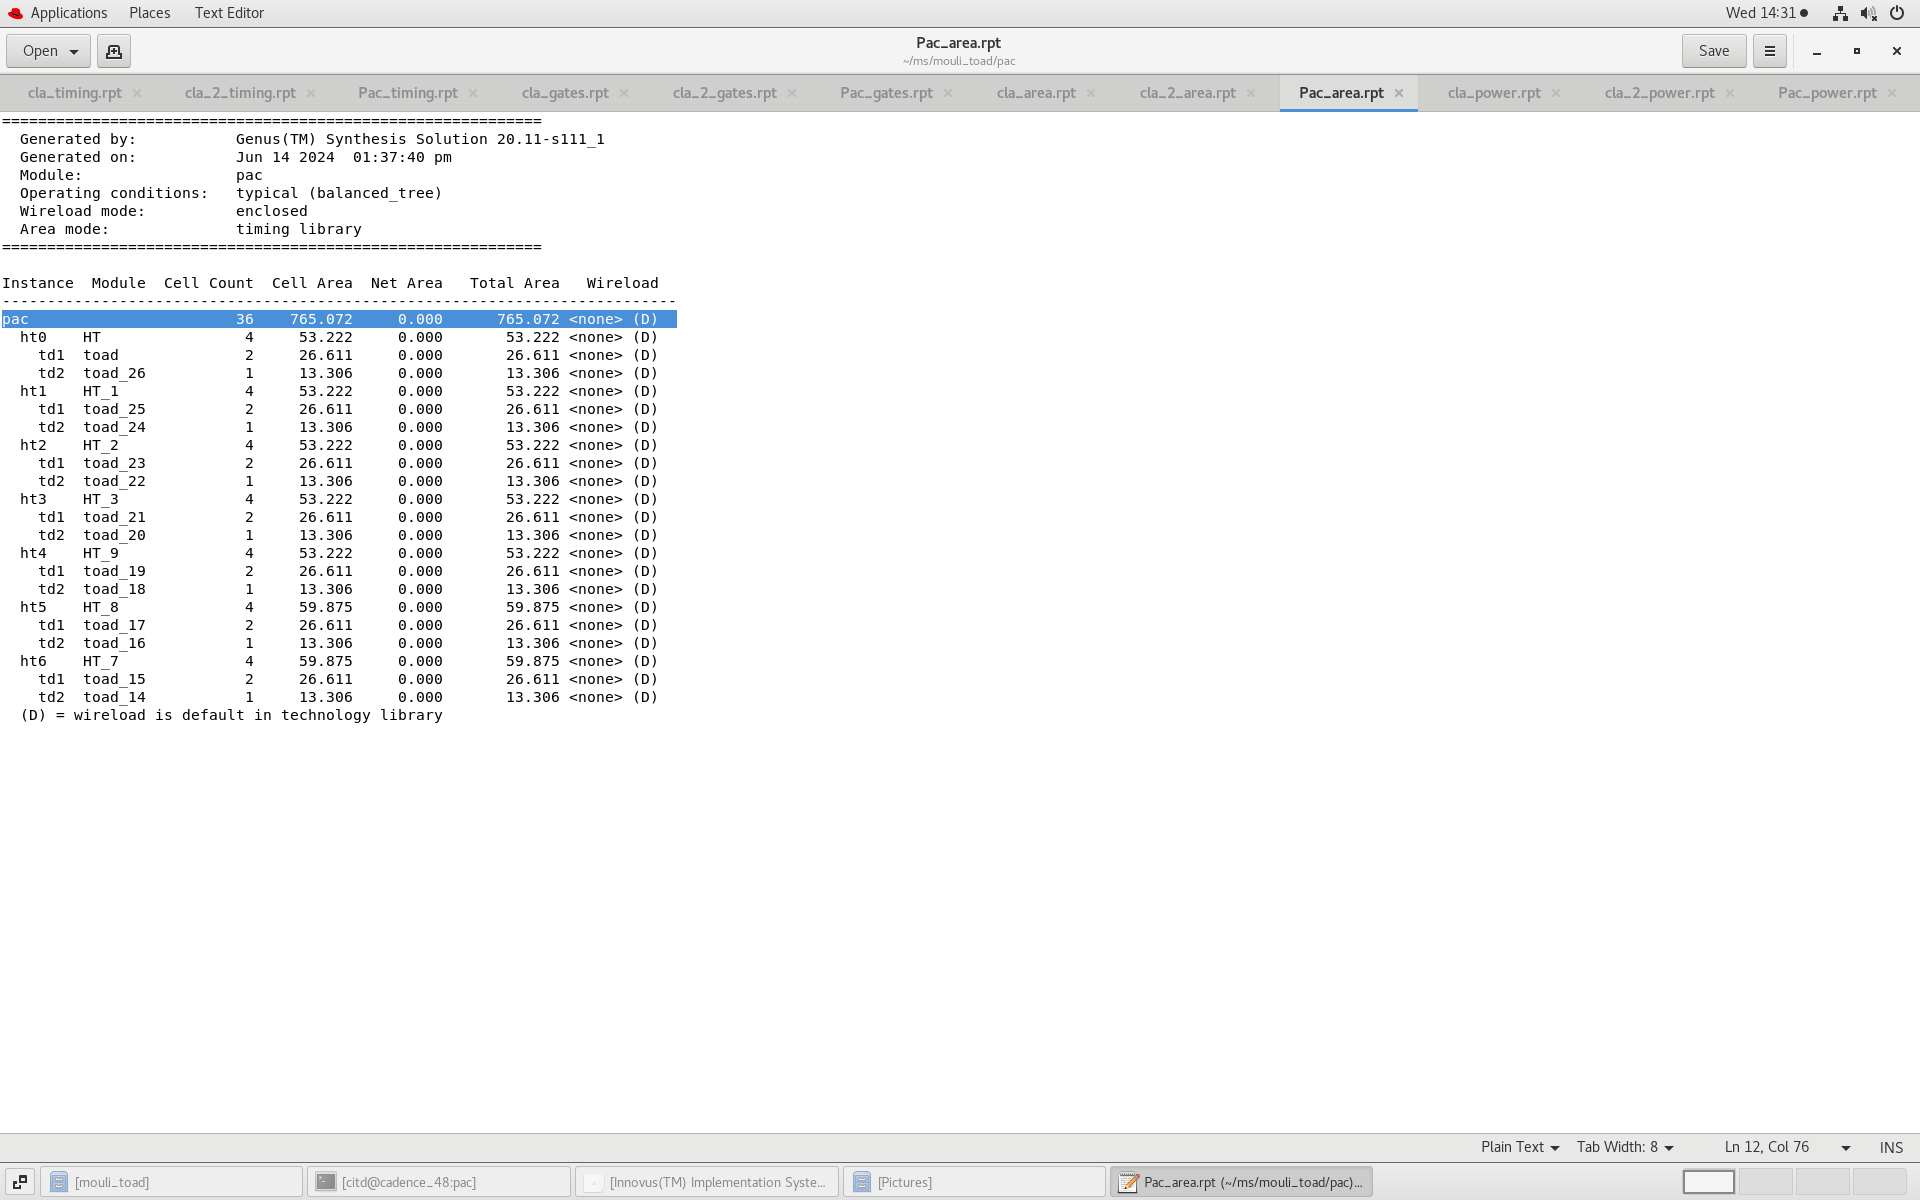 Applications Places Text Editor Wed 14:31
Open Pac_area.rpt Save
~/ms/mouli_toad/pac
cla_timing.rpt cla_2_timing.rpt Pac_timing.rpt cla_gates.rpt cla_2_gates.rpt Pac_gates.rpt cla_area.rpt cla_2_area.rpt Pac_area.rpt cla_power.rpt cla_2_power.rpt Pac_power.rpt
============================================================
  Generated by:           Genus(TM) Synthesis Solution 20.11-s111_1
  Generated on:           Jun 14 2024  01:37:40 pm
  Module:                 pac
  Operating conditions:   typical (balanced_tree)
  Wireload mode:          enclosed
  Area mode:              timing library
============================================================
Instance  Module  Cell Count  Cell Area  Net Area   Total Area   Wireload
---------------------------------------------------------------------------
pac                       36    765.072     0.000      765.072 <none> (D)
  ht0    HT                4     53.222     0.000       53.222 <none> (D)
    td1  toad              2     26.611     0.000       26.611 <none> (D)
    td2  toad_26           1     13.306     0.000       13.306 <none> (D)
  ht1    HT_1              4     53.222     0.000       53.222 <none> (D)
    td1  toad_25           2     26.611     0.000       26.611 <none> (D)
    td2  toad_24           1     13.306     0.000       13.306 <none> (D)
  ht2    HT_2              4     53.222     0.000       53.222 <none> (D)
    td1  toad_23           2     26.611     0.000       26.611 <none> (D)
    td2  toad_22           1     13.306     0.000       13.306 <none> (D)
  ht3    HT_3              4     53.222     0.000       53.222 <none> (D)
    td1  toad_21           2     26.611     0.000       26.611 <none> (D)
    td2  toad_20           1     13.306     0.000       13.306 <none> (D)
  ht4    HT_9              4     53.222     0.000       53.222 <none> (D)
    td1  toad_19           2     26.611     0.000       26.611 <none> (D)
    td2  toad_18           1     13.306     0.000       13.306 <none> (D)
  ht5    HT_8              4     59.875     0.000       59.875 <none> (D)
    td1  toad_17           2     26.611     0.000       26.611 <none> (D)
    td2  toad_16           1     13.306     0.000       13.306 <none> (D)
  ht6    HT_7              4     59.875     0.000       59.875 <none> (D)
    td1  toad_15           2     26.611     0.000       26.611 <none> (D)
    td2  toad_14           1     13.306     0.000       13.306 <none> (D)
  (D) = wireload is default in technology library
Plain Text Tab Width: 8 Ln 12, Col 76 INS
[mouli_toad] [citd@cadence_48:pac] [Innovus(TM) Implementation Syste... [Pictures] Pac_area.rpt (~/ms/mouli_toad/pac)...